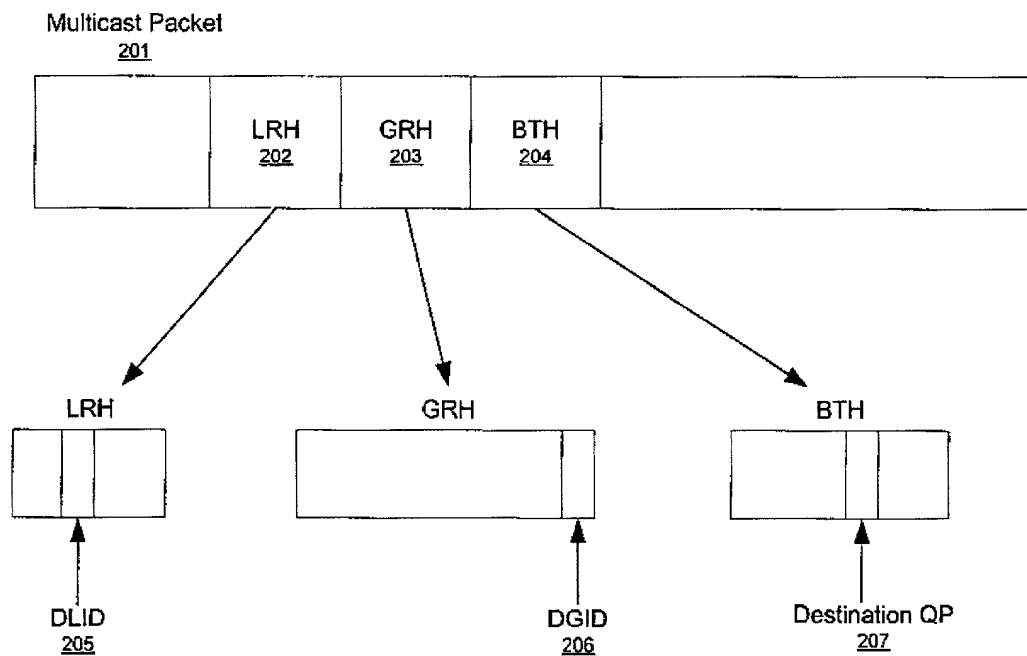 Multicast Packet
201
LRH
202
GRH
203
BTH
204
LRH
GRH
BTH
DLID
205
DGID
206
Destination QP
207